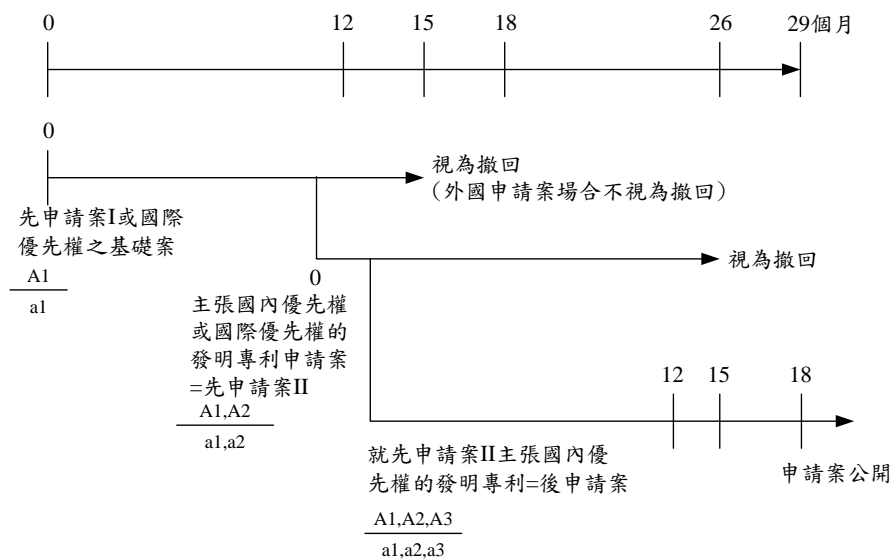 0 12 15 18 26 29個月
0
視為撤回
（外國申請案場合不視為撤回）
先申請案I或國際
優先權之基礎案
A1
a1
視為撤回
0
主張國內優先權
或國際優先權的
發明專利申請案
=先申請案II
A1,A2
a1,a2
12 15 18
就先申請案II主張國內優
先權的發明專利=後申請案
申請案公開
A1,A2,A3
a1,a2,a3